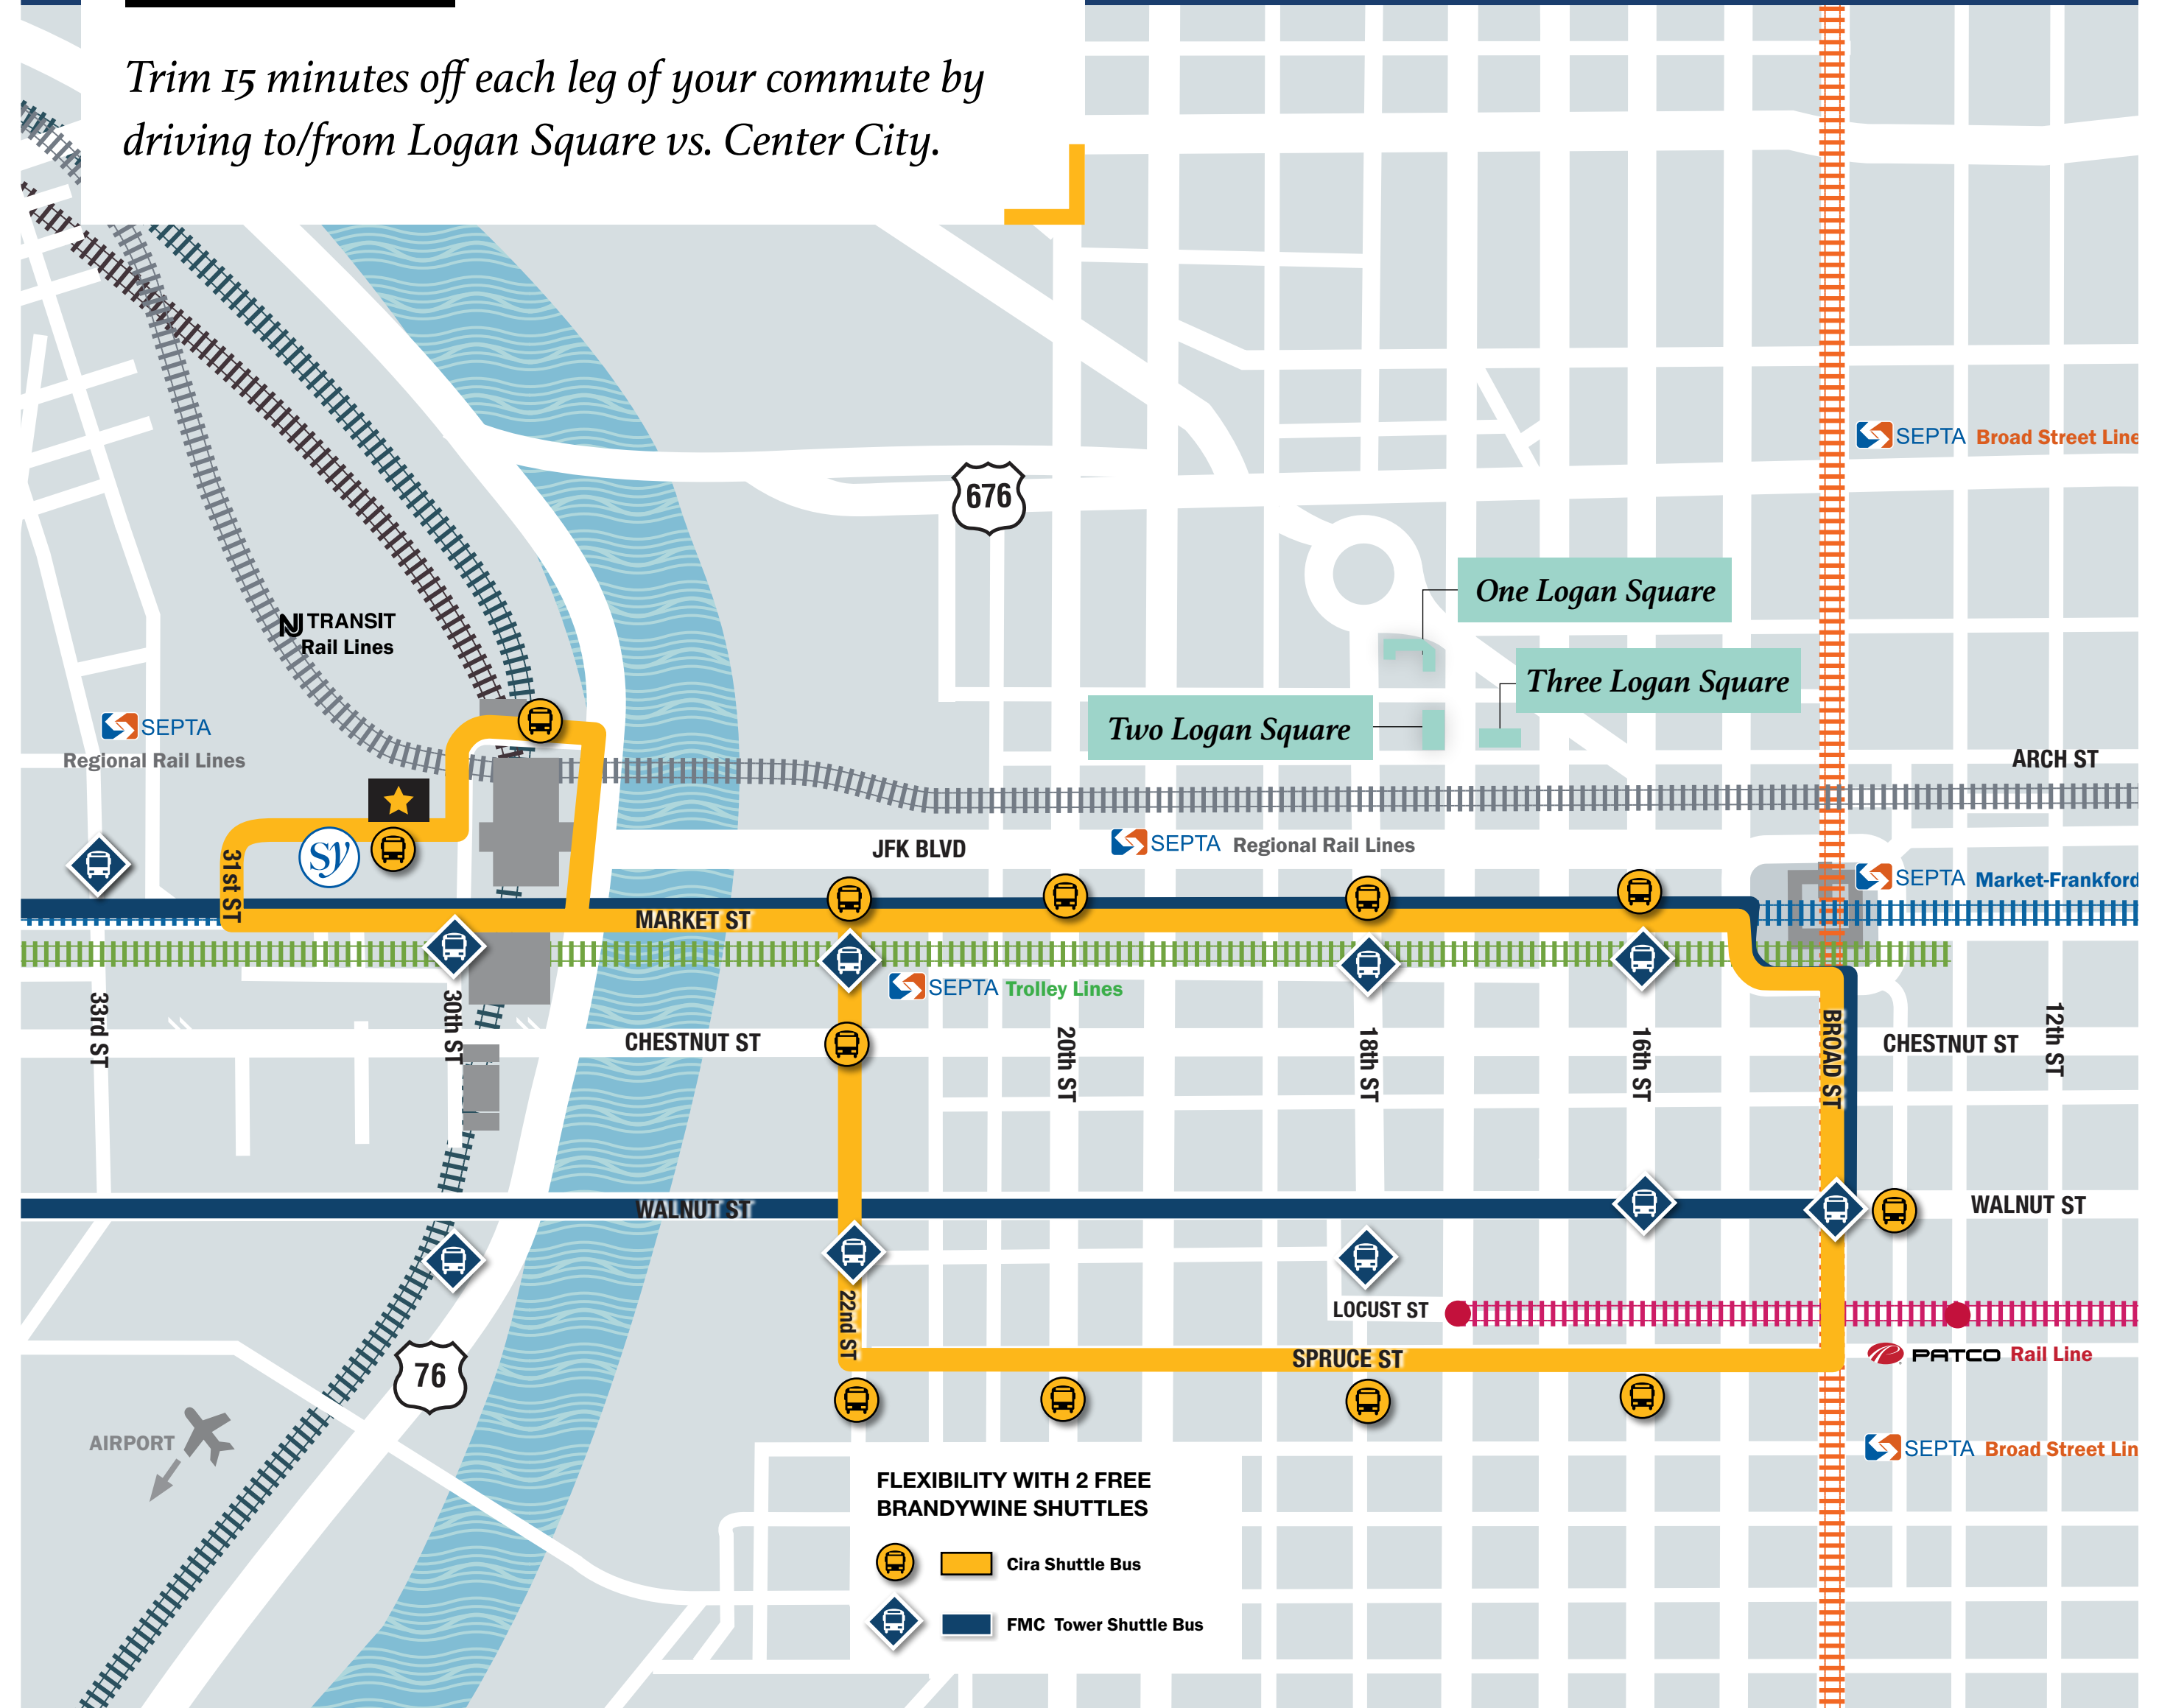 Trim 15 minutes off each leg of your commute by
driving to/from Logan Square vs. Center City.
SEPTA Broad Street Line
676
One Logan Square
NJ TRANSIT
Rail Lines
Three Logan Square
Two Logan Square
SEPTA
Regional Rail Lines
ARCH ST
JFK BLVD
SEPTA Regional Rail Lines
sy
31st ST
SEPTA Market-Frankford
MARKET ST
SEPTA Trolley Lines
33rd ST
30th ST
CHESTNUT ST
20th ST
18th ST
16th ST
BROAD ST
CHESTNUT ST
12th ST
WALNUT ST
WALNUT ST
22nd ST
LOCUST ST
SPRUCE ST
PATCO Rail Line
76
AIRPORT
SEPTA Broad Street Lin
FLEXIBILITY WITH 2 FREE
BRANDYWINE SHUTTLES
Cira Shuttle Bus
FMC Tower Shuttle Bus